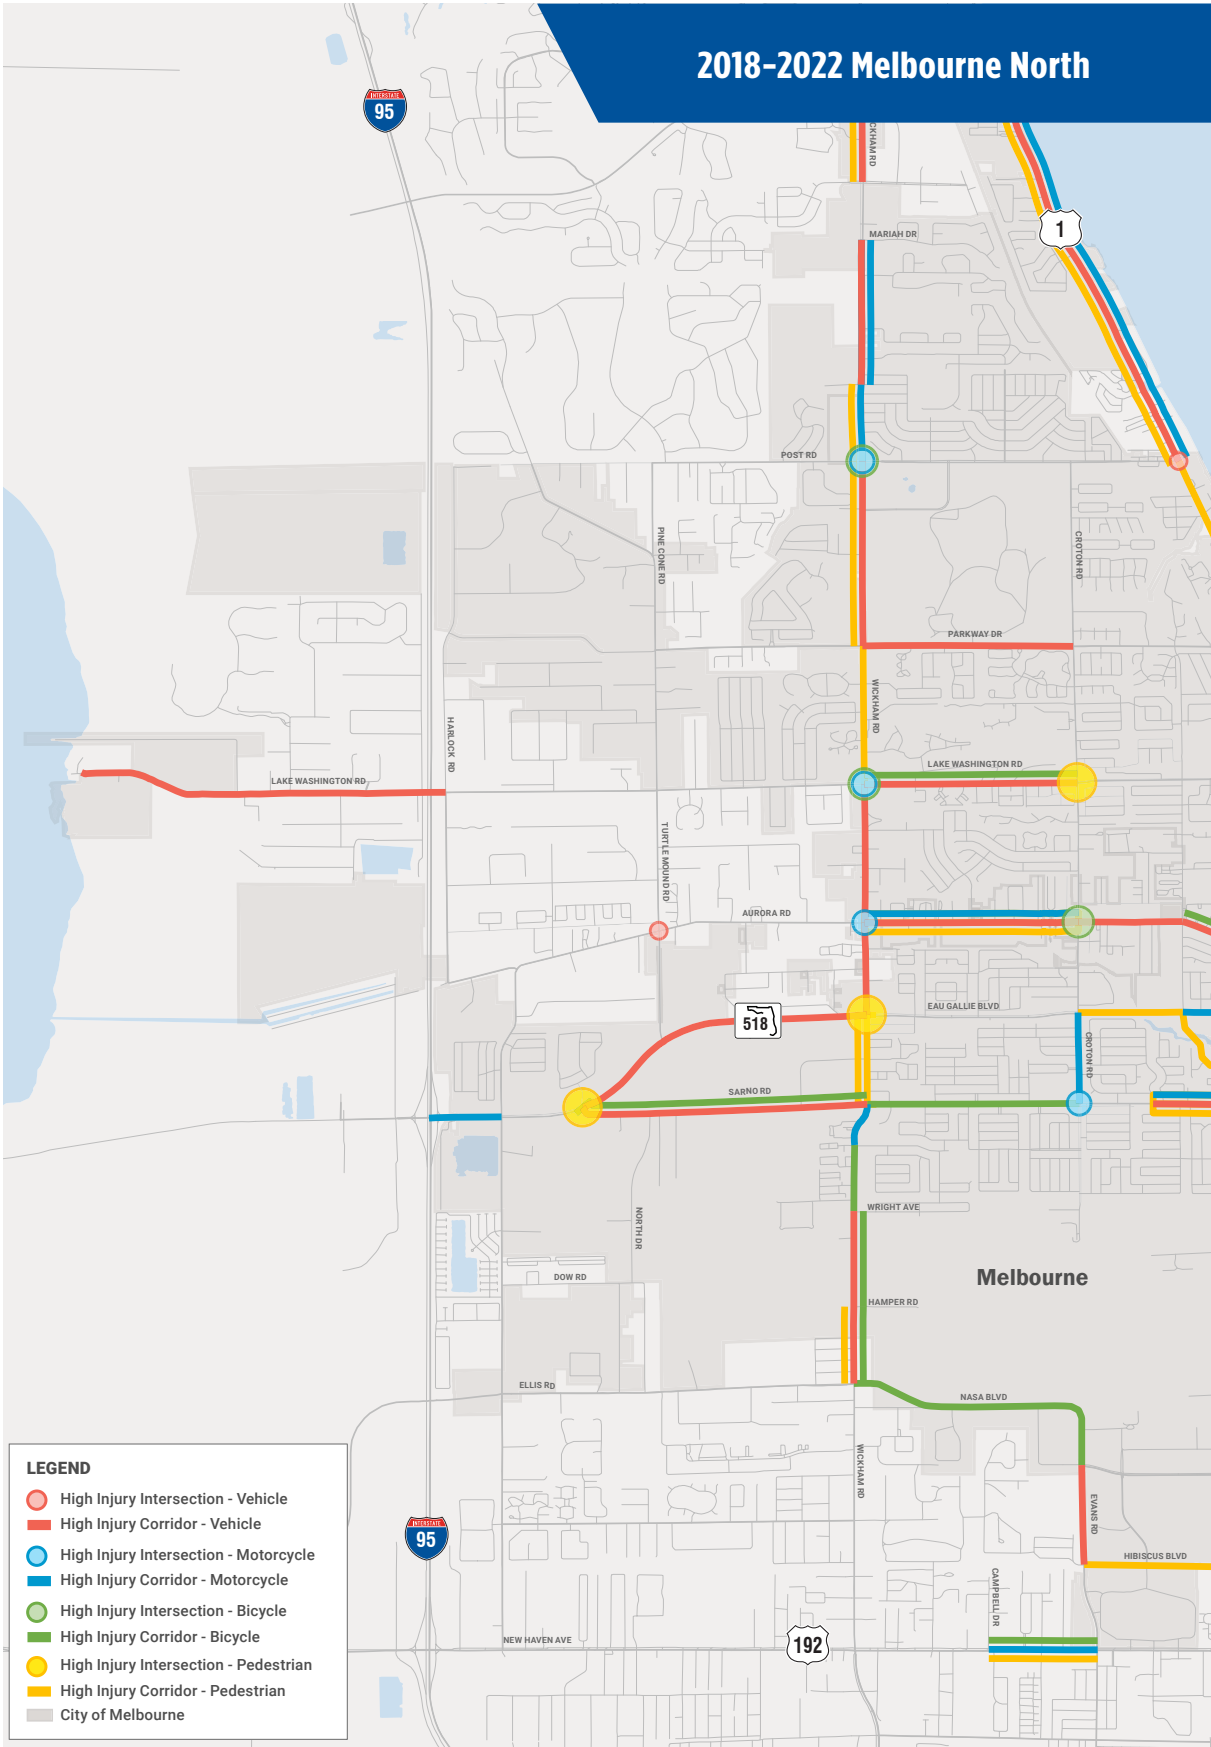 2018-2022 Melbourne North
INTERSTATE
95
CKHAM RD
1
MARIAH DR
POST RD
PINE CONE RD
CROTON RD
PARKWAY DR
WICKHAM RD
HARLOCK RD
LAKE WASHINGTON RD
LAKE WASHINGTON RD
TURTLE MOUND RD
AURORA RD
EAU GALLIE BLVD
518
CROTON RD
SARNO RD
WRIGHT AVE
NORTH DR
Melbourne
DOW RD
HAMPER RD
ELLIS RD
NASA BLVD
WICKHAM RD
EVANS RD
INTERSTATE
95
HIBISCUS BLVD
CAMPBELL DR
NEW HAVEN AVE
192
LEGEND
High Injury Intersection - Vehicle
High Injury Corridor - Vehicle
High Injury Intersection - Motorcycle
High Injury Corridor - Motorcycle
High Injury Intersection - Bicycle
High Injury Corridor - Bicycle
High Injury Intersection - Pedestrian
High Injury Corridor - Pedestrian
City of Melbourne